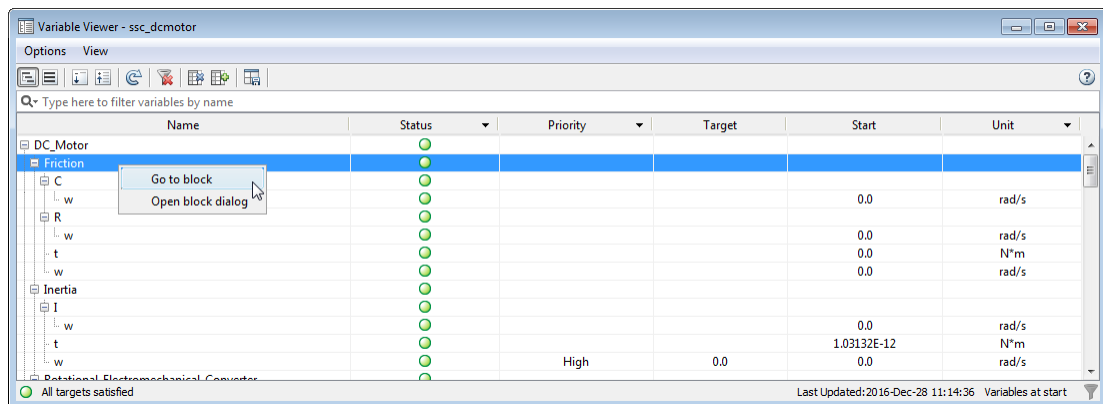 Variable Viewer - ssc_dcmotor
Options View
Type here to filter variables by name
Name Status Priority Target Start Unit
DC_Motor
Friction
Go to block
C
Open block dialog
w 0.0 rad/s
R
w 0.0 rad/s
t 0.0 N*m
w 0.0 rad/s
Inertia
I
w 0.0 rad/s
t 1.03132E-12 N*m
w High 0.0 0.0 rad/s
Rotational Electromechanical Converter
All targets satisfied Last Updated:2016-Dec-28 11:14:36 Variables at start